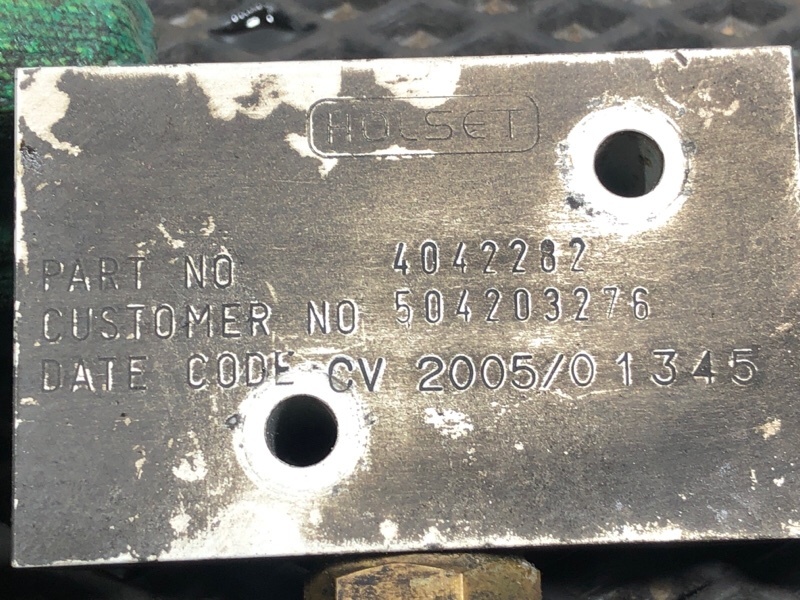 HOLSET
PART NO 4042282
CUSTOMER NO 504203276
DATE CODE CV 2005/01345